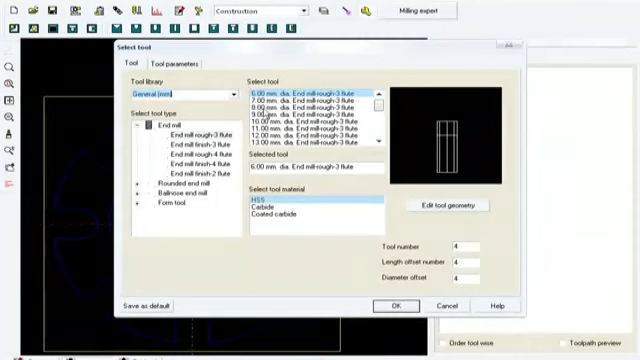 Construction
Milling expert
Select tool
Tool
Tool parameters
Tool library
General (mm)
Select tool type
End mill
End mill rough-3 flute
End mill finish-3 flute
End mill rough-4 flute
End mill finish-4 flute
End mill finish-2 flute
Rounded end mill
Ballnose end mill
Form tool
Select tool
6.00 mm. dia. End mill-rough-3 flute
7.00 mm. dia. End mill-rough-3 flute
8.00 mm. dia. End mill-rough-3 flute
9.00 mm. dia. End mill-rough-3 flute
10.00 mm. dia. End mill-rough-3 flute
11.00 mm. dia. End mill-rough-3 flute
12.00 mm. dia. End mill-rough-3 flute
13.00 mm. dia. End mill-rough-3 flute
Selected tool
6.00 mm. dia. End mill-rough-3 flute
Select tool material
HSS
Carbide
Coated carbide
Edit tool geometry
Tool number 4
Length offset number 4
Diameter offset 4
Save as default
OK
Cancel
Help
Order tool wise
Toolpath preview